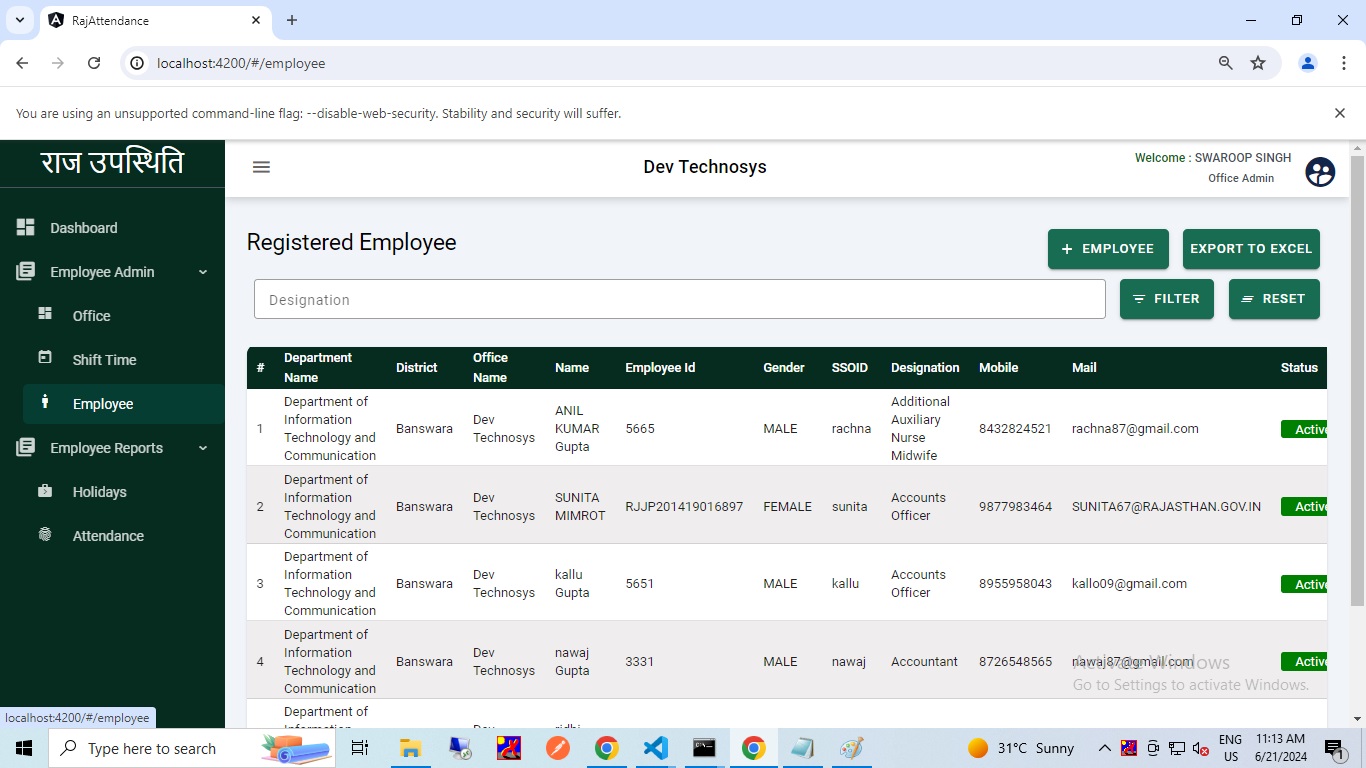 RajAttendance
localhost:4200/#/employee
You are using an unsupported command-line flag: --disable-web-security. Stability and security will suffer.
राज उपस्थिति
Dev Technosys
Welcome : SWAROOP SINGH
Office Admin
Dashboard
Employee Admin
Office
Shift Time
Employee
Employee Reports
Holidays
Attendance
Registered Employee
+ EMPLOYEE
EXPORT TO EXCEL
Designation
FILTER
RESET
# Department Name District Office Name Name Employee Id Gender SSOID Designation Mobile Mail Status
1 Department of Information Technology and Communication Banswara Dev Technosys ANIL KUMAR Gupta 5665 MALE rachna Additional Auxiliary Nurse Midwife 8432824521 rachna87@gmail.com Active
2 Department of Information Technology and Communication Banswara Dev Technosys SUNITA MIMROT RJJP201419016897 FEMALE sunita Accounts Officer 9877983464 SUNITA67@RAJASTHAN.GOV.IN Active
3 Department of Information Technology and Communication Banswara Dev Technosys kallu Gupta 5651 MALE kallu Accounts Officer 8955958043 kallo09@gmail.com Active
4 Department of Information Technology and Communication Banswara Dev Technosys nawaj Gupta 3331 MALE nawaj Accountant 8726548565 nawaj87@gmail.com Active
Department of
Activate Windows
Go to Settings to activate Windows.
localhost:4200/#/employee
Type here to search
31°C Sunny
ENG
US
11:13 AM
6/21/2024
1